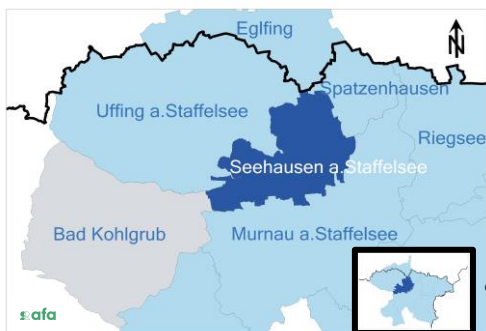 Eglfing
N
Spatzenhausen
Uffing a.Staffelsee
Riegsee
Seehausen a.Staffelsee
Bad Kohlgrub
Murnau a.Staffelsee
safa